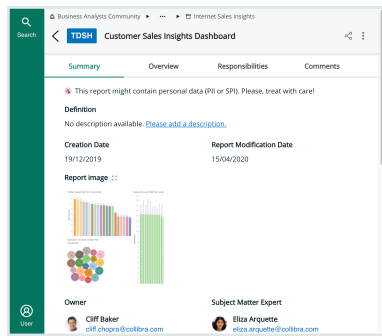 Business Analysts Community ▸ ... ▸ Internet Sales Insights
Search
TDSH Customer Sales Insights Dashboard
Summary Overview Responsibilities Comments
This report might contain personal data (PII or SPI). Please, treat with care!
Definition
No description available. Please add a description.
Creation Date Report Modification Date
19/12/2019 15/04/2020
Report image
Owner Subject Matter Expert
Cliff Baker Eliza Arquette
cliff.chopra@collibra.com eliza.arquette@collibra.com
User